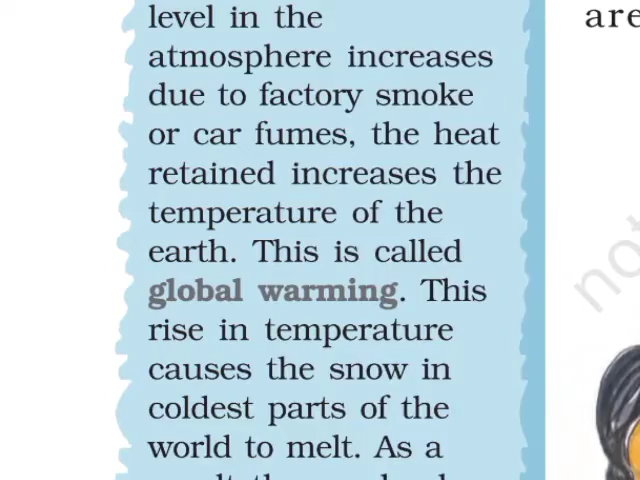 level in the
atmosphere increases
due to factory smoke
or car fumes, the heat
retained increases the
temperature of the
earth. This is called
global warming. This
rise in temperature
causes the snow in
coldest parts of the
world to melt. As a
are
not